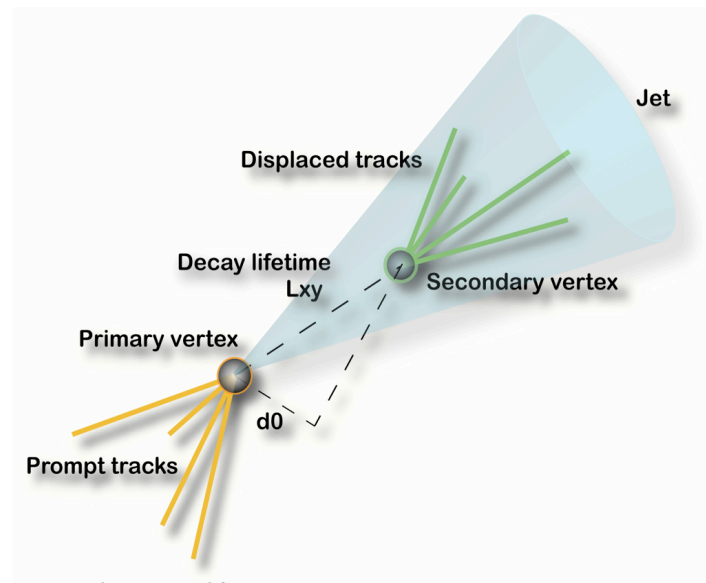 Jet
Displaced tracks
Decay lifetime
Lxy
Secondary vertex
Primary vertex
d0
Prompt tracks